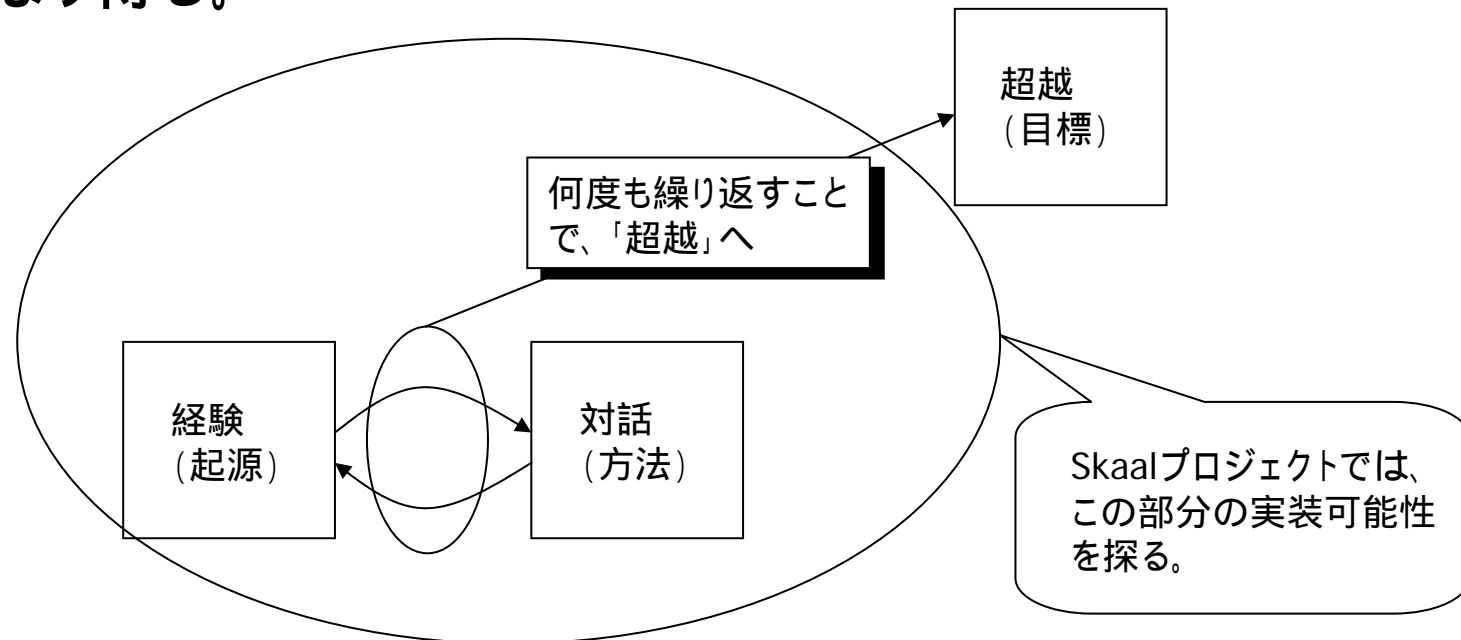 超越
(目標)
何度も繰り返すこと
で、「超越」へ
経験
(起源)
対話
(方法)
Skaalプロジェクトでは、
この部分の実装可能性
を探る。